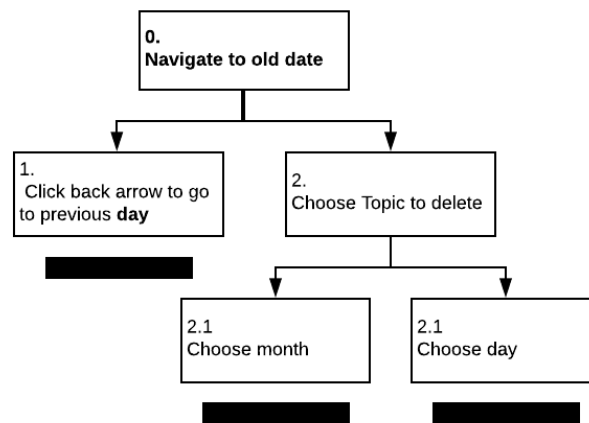 0.
Navigate to old date
1.
Click back arrow to go
to previous day
2.
Choose Topic to delete
2.1
Choose month
2.1
Choose day